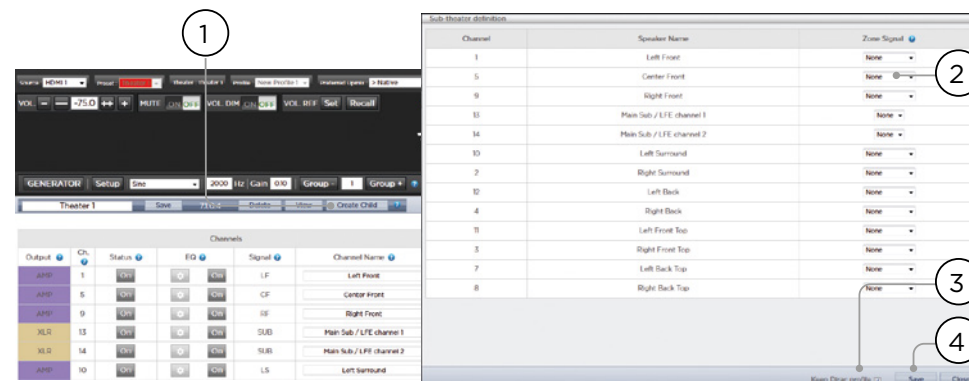 1
Source HDMI 1 Preset Theater Theater 1 Profile New Profile 1 Preferred Upmix > Native
VOL. -75.0 MUTE ON OFF VOL. DIM ON OFF VOL. REF Set Recall
GENERATOR Setup Sine 2000 Hz Gain 0.10 Group - 1 Group +
Theater 1 Save 7.1.0.4 Delete View Create Child
Channels
Output Ch. Status EQ Signal Channel Name
AMP 1 On On LF Left Front
AMP 5 On On CF Center Front
AMP 9 On On RF Right Front
XLR 13 On On SUB Main Sub / LFE channel 1
XLR 14 On On SUB Main Sub / LFE channel 2
AMP 10 On On LS Left Surround
Sub-theater definition
Channel Speaker Name Zone Signal
1 Left Front None
5 Center Front None
2
9 Right Front None
13 Main Sub / LFE channel 1 None
14 Main Sub / LFE channel 2 None
10 Left Surround None
2 Right Surround None
12 Left Back None
4 Right Back None
11 Left Front Top None
3 Right Front Top None
7 Left Back Top None
8 Right Back Top None
3
4
Keep Dirac profile Save Close